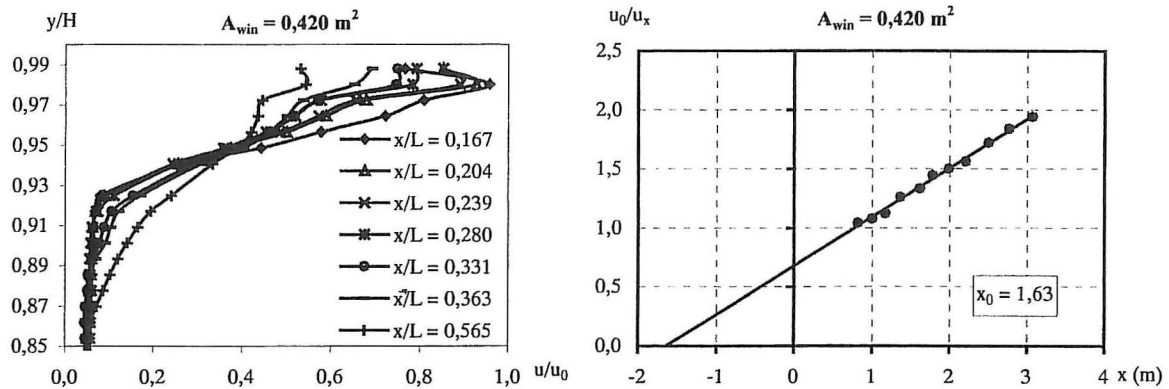 y/H
A_win = 0,420 m²
0,99
0,97
0,95
0,93
0,91
0,89
0,87
0,85
x/L = 0,167
x/L = 0,204
x/L = 0,239
x/L = 0,280
x/L = 0,331
x/L = 0,363
x/L = 0,565
0,0
0,2
0,4
0,6
0,8
1,0
u/u₀
u₀/uₓ
A_win = 0,420 m²
2,5
2,0
1,5
1,0
0,5
0,0
x₀ = 1,63
-2
-1
0
1
2
3
4
x (m)